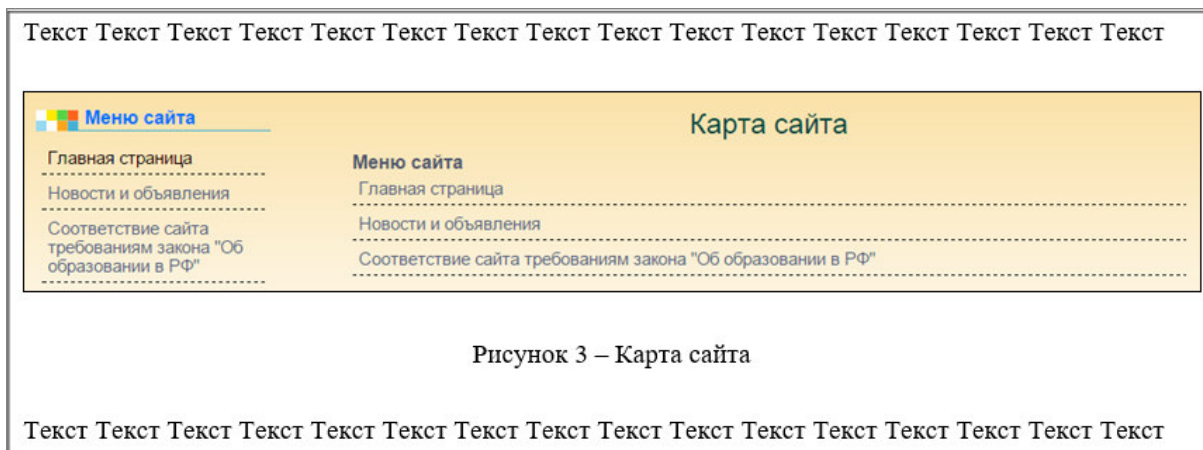 Текст Текст Текст Текст Текст Текст Текст Текст Текст Текст Текст Текст Текст Текст Текст Текст
Меню сайта
Главная страница
Новости и объявления
Соответствие сайта
требованиям закона "Об
образовании в РФ"
Карта сайта
Меню сайта
Главная страница
Новости и объявления
Соответствие сайта требованиям закона "Об образовании в РФ"
Рисунок 3 – Карта сайта
Текст Текст Текст Текст Текст Текст Текст Текст Текст Текст Текст Текст Текст Текст Текст Текст